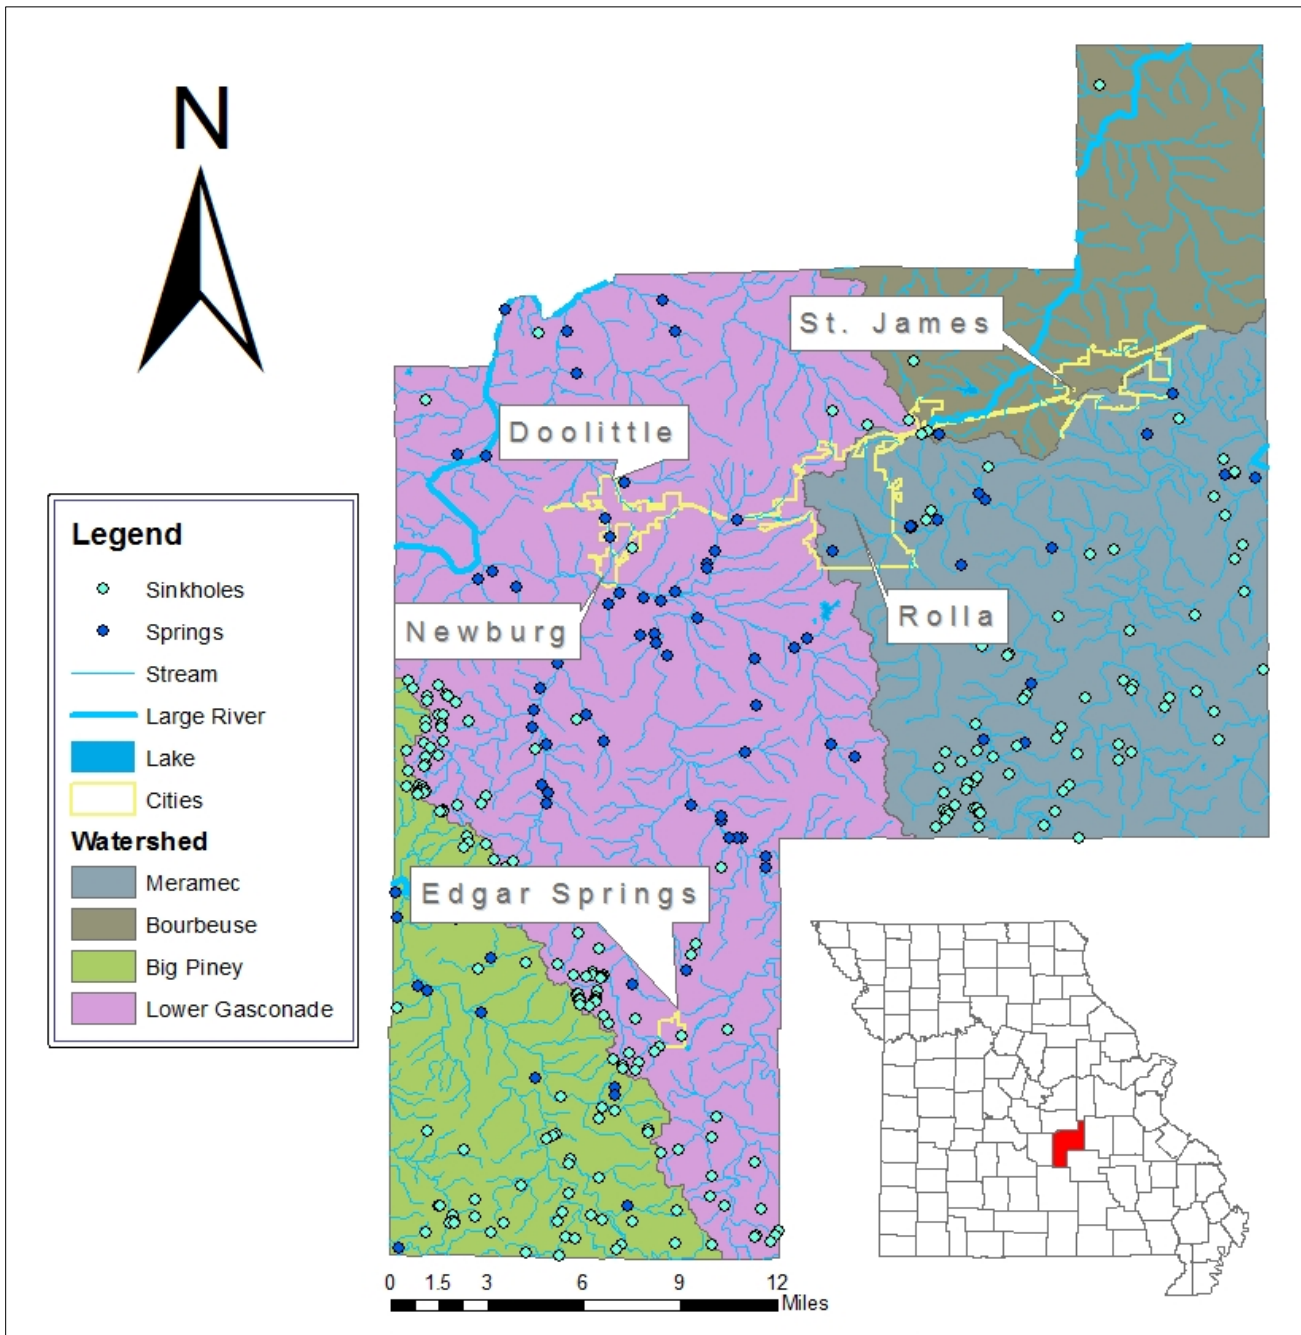 N
St. James
Doolittle
Newburg
Rolla
Edgar Springs
Legend
Sinkholes
Springs
Stream
Large River
Lake
Cities
Watershed
Meramec
Bourbeuse
Big Piney
Lower Gasconade
0 1.5 3 6 9 12
Miles